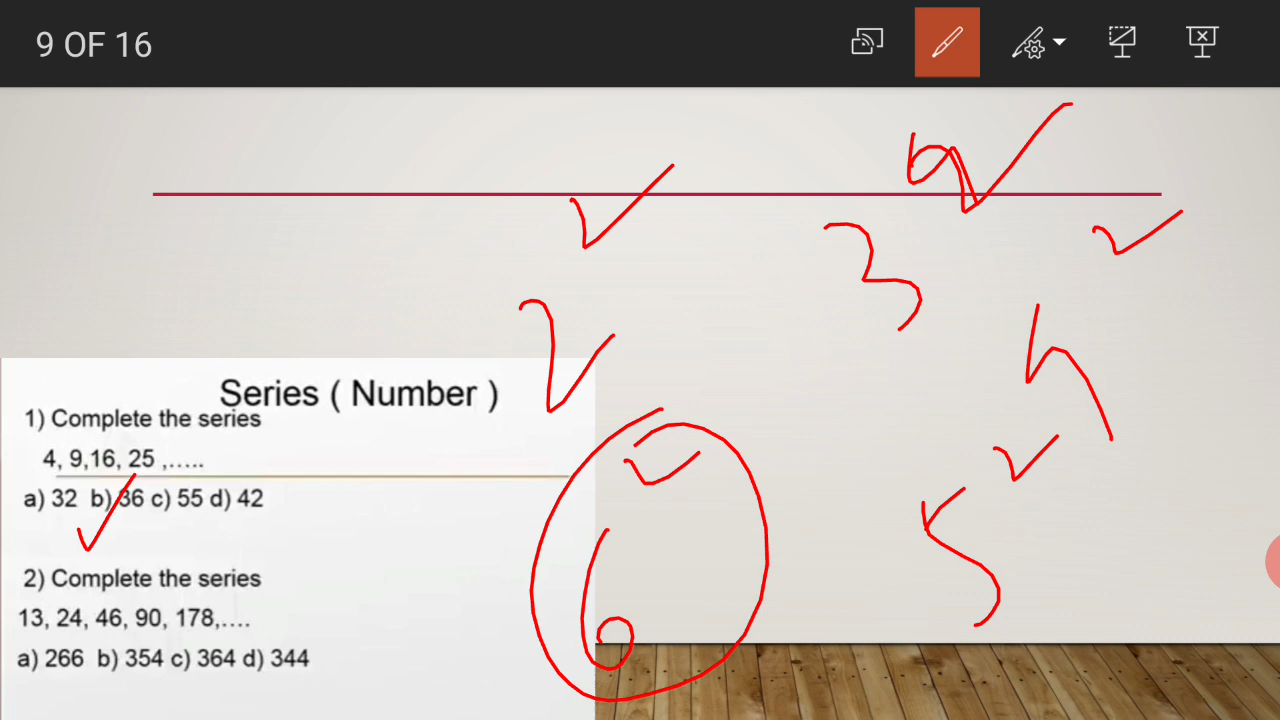 9 OF 16
2
3
4
5
6
Series ( Number )
1) Complete the series
4, 9,16, 25 ,…..
a) 32 b) 36 c) 55 d) 42
2) Complete the series
13, 24, 46, 90, 178,….
a) 266 b) 354 c) 364 d) 344